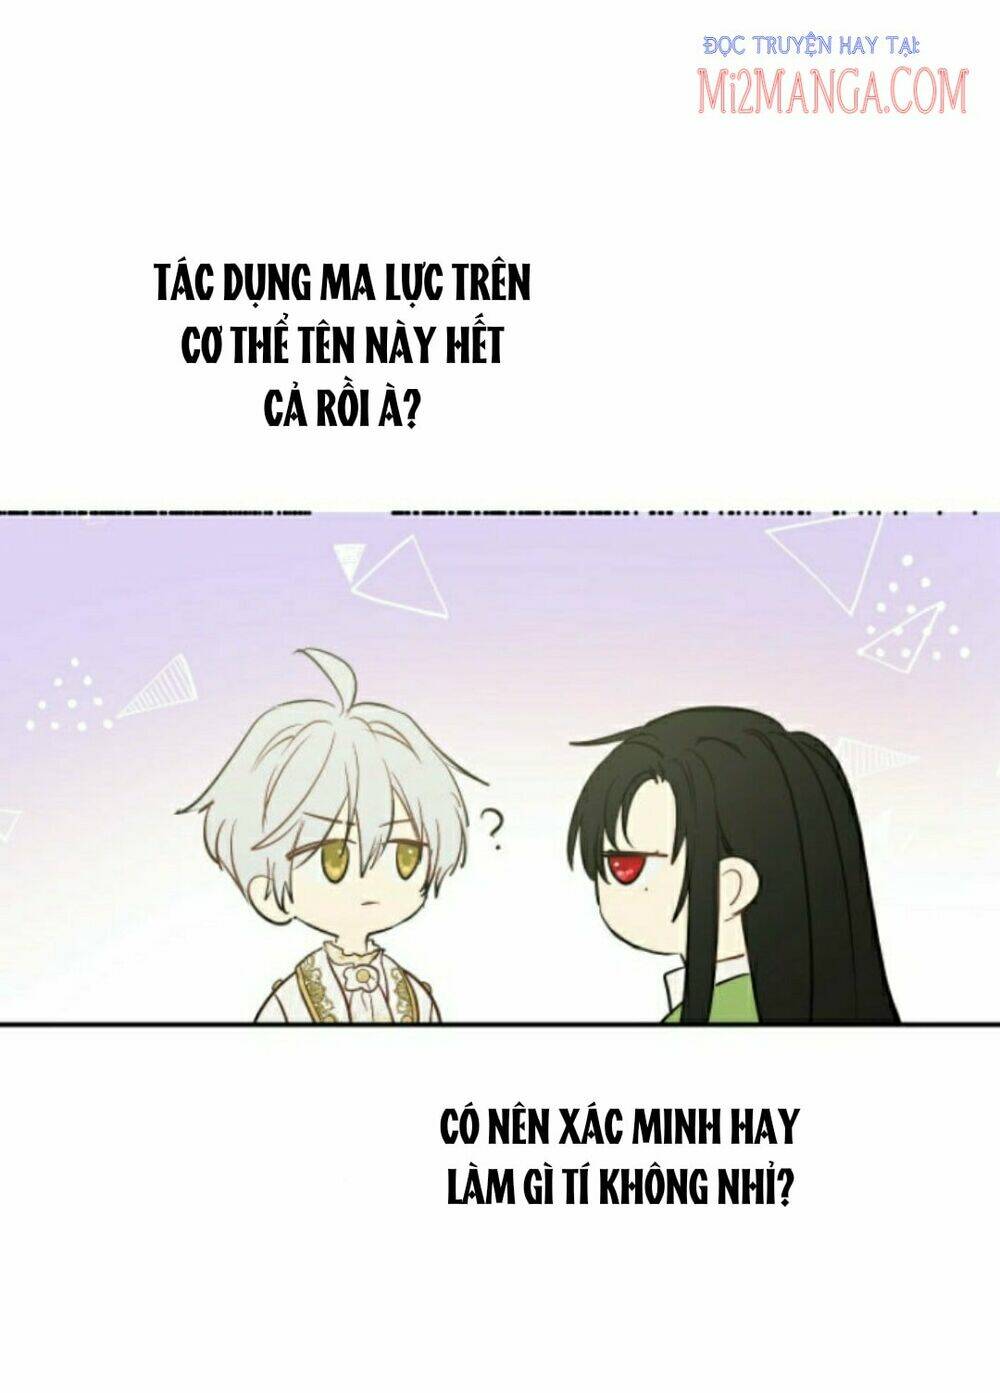 ĐỌC TRUYỆN HAY TẠI:
MI2MANGA.COM
TÁC DỤNG MA LỰC TRÊN
CƠ THỂ TÊN NÀY HẾT
CẢ RỒI À?
?
CÓ NÊN XÁC MINH HAY
LÀM GÌ TÍ KHÔNG NHỈ?